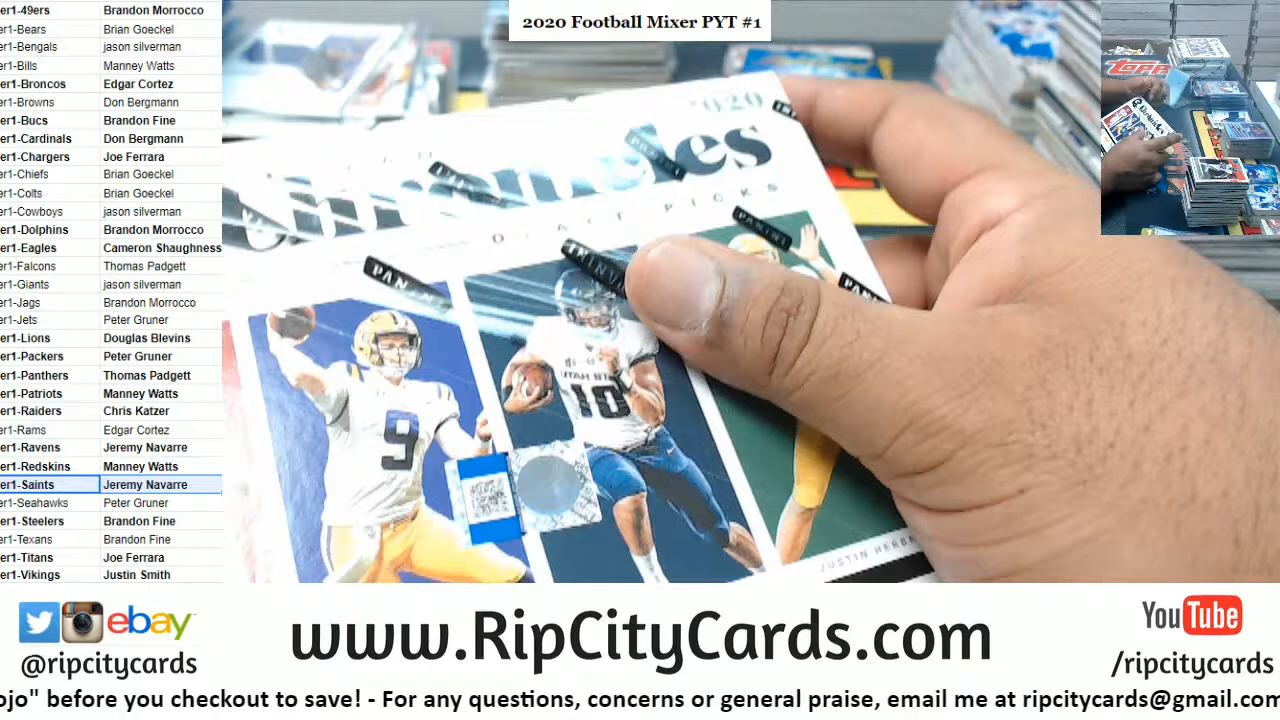 2020 Football Mixer PYT #1
er1-49ers Brandon Morrocco
er1-Bears Brian Goeckel
er1-Bengals jason silverman
er1-Bills Manney Watts
er1-Broncos Edgar Cortez
er1-Browns Don Bergmann
er1-Bucs Brandon Fine
er1-Cardinals Don Bergmann
er1-Chargers Joe Ferrara
er1-Chiefs Brian Goeckel
er1-Colts Brian Goeckel
er1-Cowboys jason silverman
er1-Dolphins Brandon Morrocco
er1-Eagles Cameron Shaughness
er1-Falcons Thomas Padgett
er1-Giants jason silverman
er1-Jags Brandon Morrocco
er1-Jets Peter Gruner
er1-Lions Douglas Blevins
er1-Packers Peter Gruner
er1-Panthers Thomas Padgett
er1-Patriots Manney Watts
er1-Raiders Chris Katzer
er1-Rams Edgar Cortez
er1-Ravens Jeremy Navarre
er1-Redskins Manney Watts
er1-Saints Jeremy Navarre
er1-Seahawks Peter Gruner
er1-Steelers Brandon Fine
er1-Texans Brandon Fine
er1-Titans Joe Ferrara
er1-Vikings Justin Smith
2020
DRAFT PICKS
PANINI
PANINI
PANINI
UTAH STATE
9
10
JUSTIN HERBE
TOPPS
ebay
@ripcitycards
www.RipCityCards.com
YouTube
/ripcitycards
ojo" before you checkout to save! - For any questions, concerns or general praise, email me at ripcitycards@gmail.com